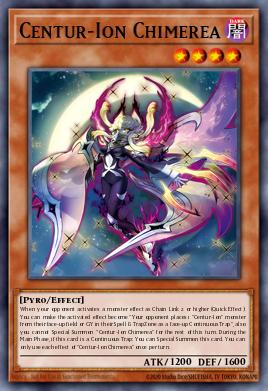 CENTUR-ION CHIMEREA
DARK
闇
[PYRO/EFFECT]
When your opponent activates a monster effect as Chain Link 2 or higher (Quick Effect):
You can make the activated effect become "Your opponent places 1 "Centur-Ion" monster
from their face-up field or GY in their Spell & Trap Zone as a face-up Continuous Trap", also
you cannot Special Summon "Centur-Ion Chimerea" for the rest of this turn. During the
Main Phase, if this card is a Continuous Trap: You can Special Summon this card. You can
only use each effect of "Centur-Ion Chimerea" once per turn.
ATK/1200 DEF/1600